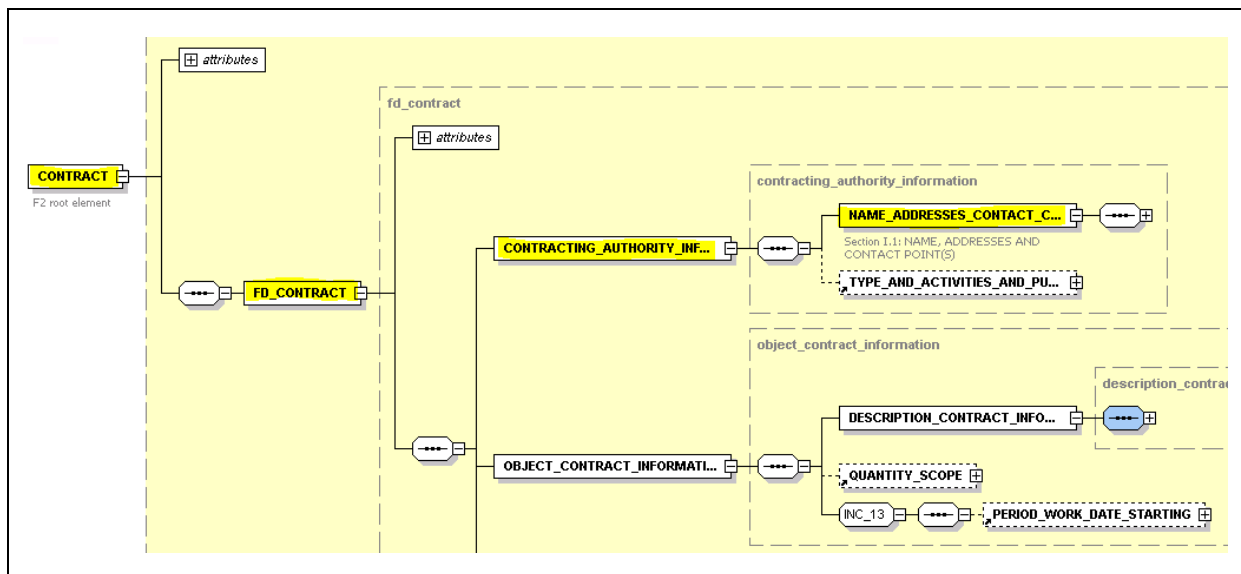 attributes
fd_contract
attributes
CONTRACT
F2 root element
contracting_authority_information
NAME_ADDRESSES_CONTACT_C...
Section I.1: NAME, ADDRESSES AND
CONTACT POINT(S)
CONTRACTING_AUTHORITY_INF...
TYPE_AND_ACTIVITIES_AND_PU...
FD_CONTRACT
object_contract_information
description_contrac
DESCRIPTION_CONTRACT_INFO...
OBJECT_CONTRACT_INFORMATI...
QUANTITY_SCOPE
INC_13
PERIOD_WORK_DATE_STARTING